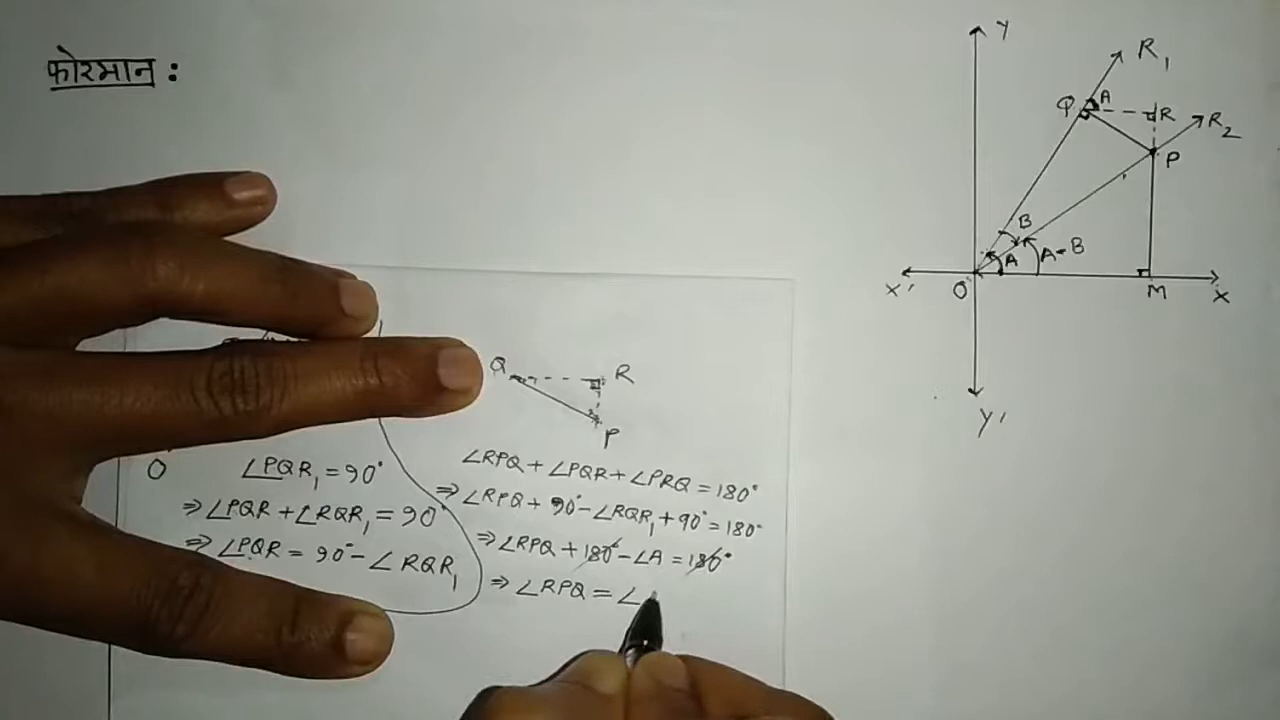 फोरमान :
Y
R₁
Q A R R₂
P
B
A A-B
X' O M X
Y'
Q R
P
O
∠PQR₁ = 90°
⇒ ∠PQR + ∠RQR₁ = 90°
⇒ ∠PQR = 90° - ∠RQR₁
∠RPQ + ∠PQR + ∠PRQ = 180°
⇒ ∠RPQ + 90° - ∠RQR₁ + 90° = 180°
⇒ ∠RPQ + 180° - ∠A = 180°
⇒ ∠RPQ = ∠